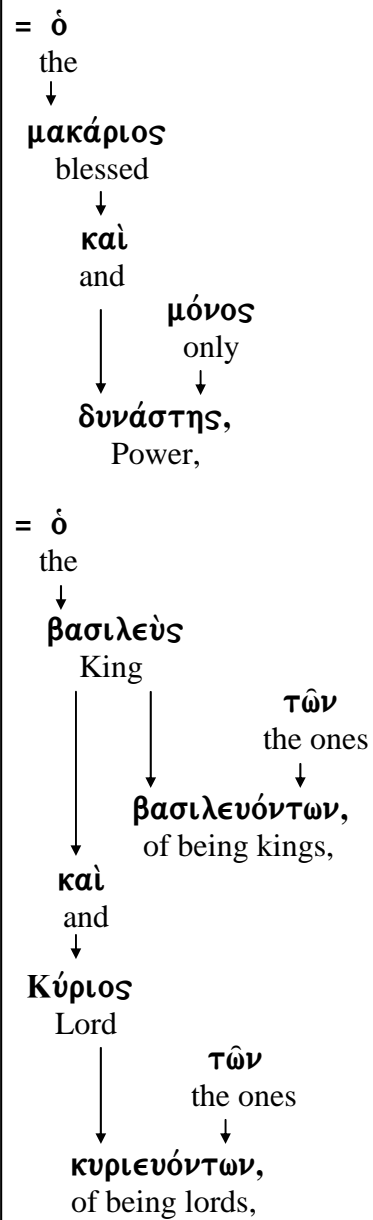 = ὁ
the
μακάριος
blessed
καὶ
and
μόνος
only
δυνάστης,
Power,
= ὁ
the
βασιλεὺς
King
τῶν
the ones
βασιλευόντων,
of being kings,
καὶ
and
Κύριος
Lord
τῶν
the ones
κυριευόντων,
of being lords,